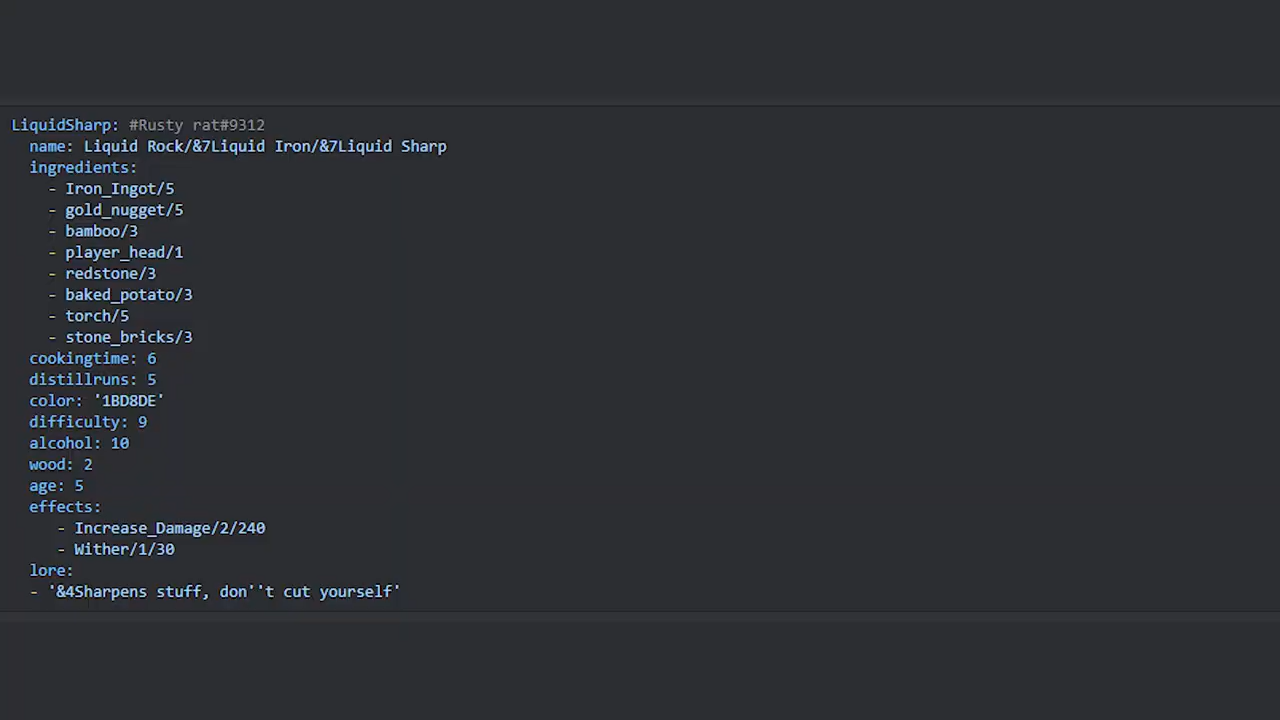 LiquidSharp: #Rusty rat#9312
name: Liquid Rock/&7Liquid Iron/&7Liquid Sharp
ingredients:
- Iron_Ingot/5
- gold_nugget/5
- bamboo/3
- player_head/1
- redstone/3
- baked_potato/3
- torch/5
- stone_bricks/3
cookingtime: 6
distillruns: 5
color: '1BD8DE'
difficulty: 9
alcohol: 10
wood: 2
age: 5
effects:
- Increase_Damage/2/240
- Wither/1/30
lore:
- '&4Sharpens stuff, don''t cut yourself'